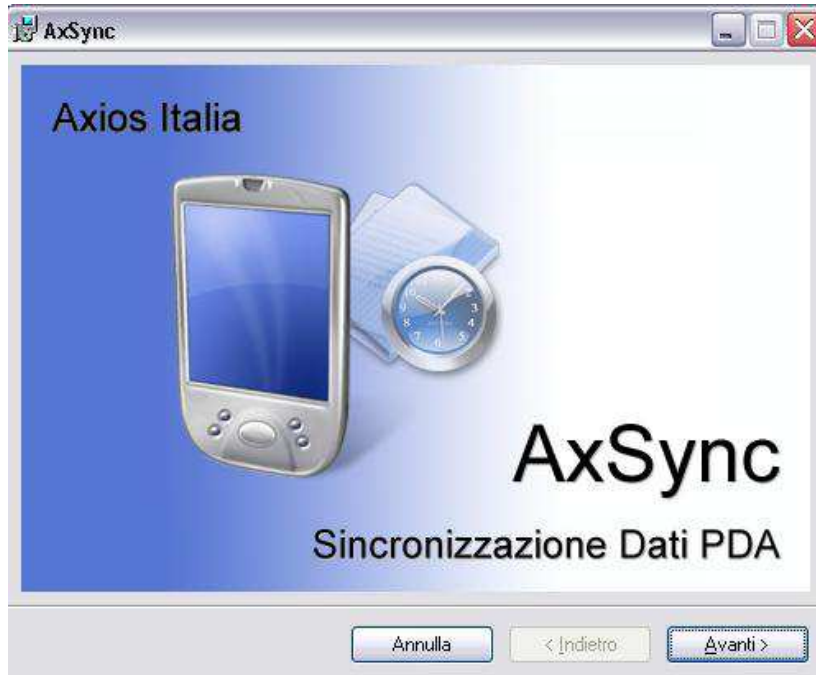 AxSync
Axios Italia
AxSync
Sincronizzazione Dati PDA
Annulla
< Indietro
Avanti >